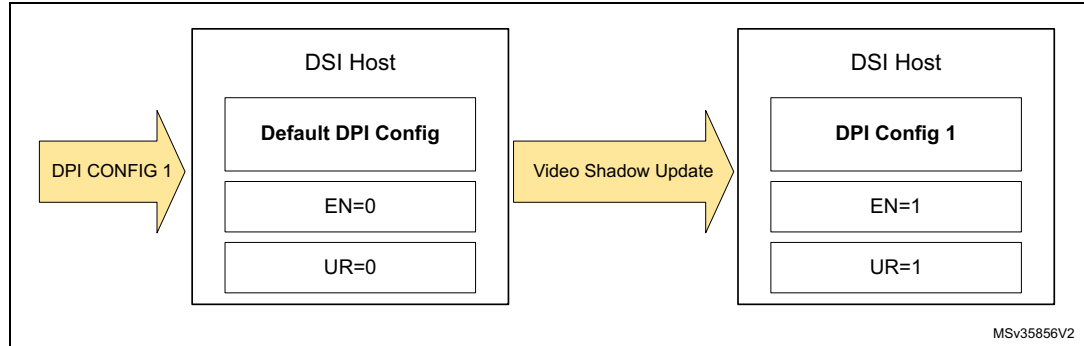 DPI CONFIG 1
DSI Host
Default DPI Config
EN=0
UR=0
Video Shadow Update
DSI Host
DPI Config 1
EN=1
UR=1
MSv35856V2